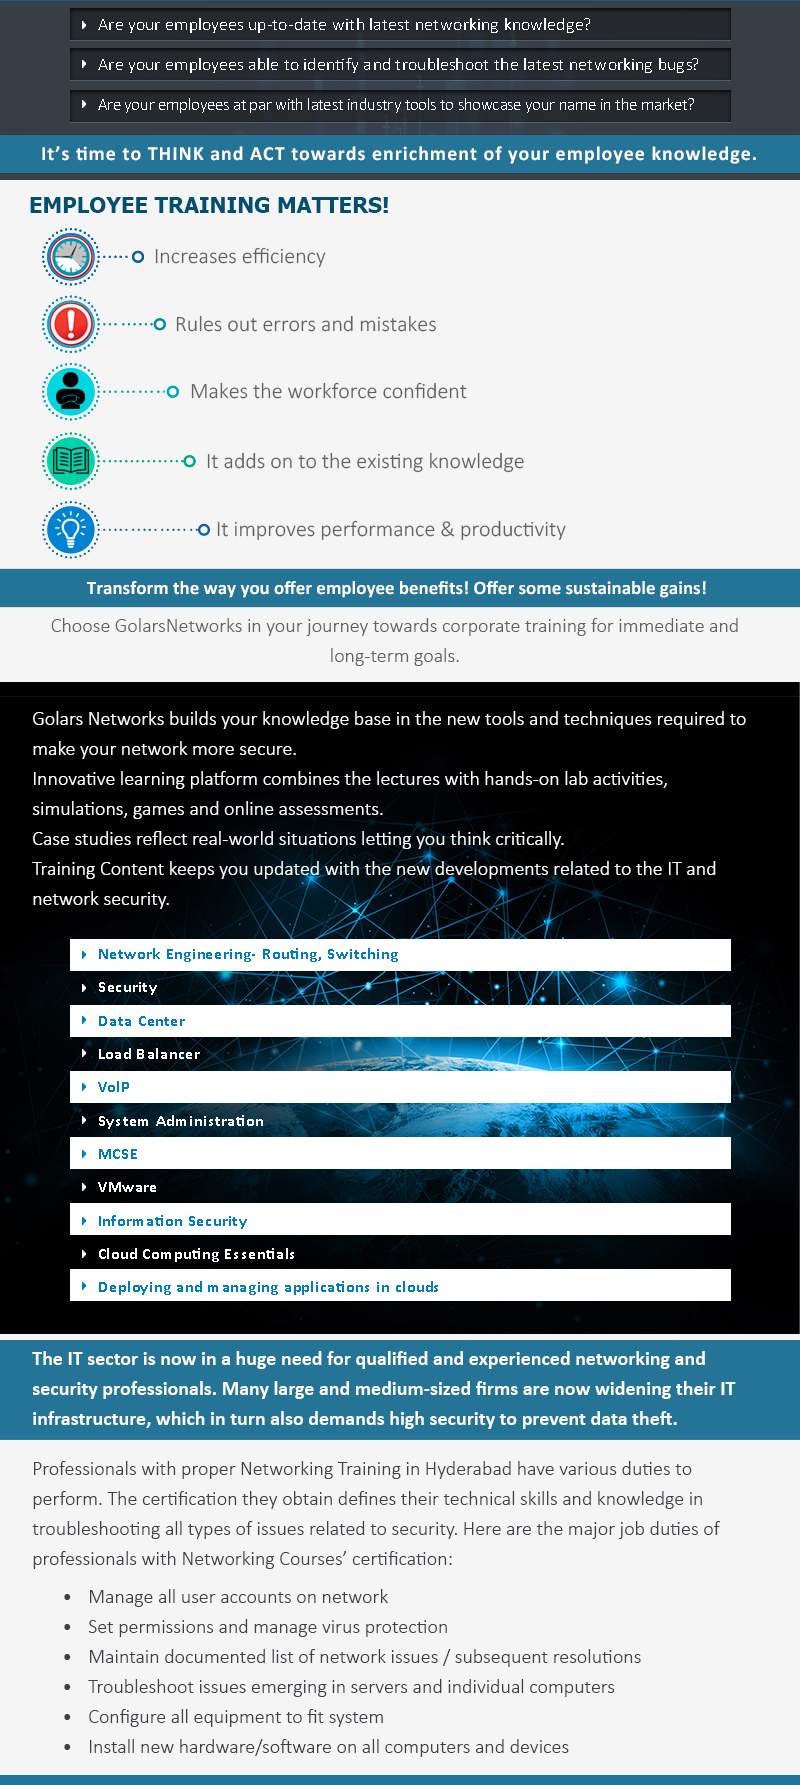 Are your employees up-to-date with latest networking knowledge?
Are your employees able to identify and troubleshoot the latest networking bugs?
Are your employees at par with latest industry tools to showcase your name in the market?
It's time to THINK and ACT towards enrichment of your employee knowledge.
EMPLOYEE TRAINING MATTERS!
Increases efficiency
Rules out errors and mistakes
Makes the workforce confident
It adds on to the existing knowledge
It improves performance & productivity
Transform the way you offer employee benefits! Offer some sustainable gains!
Choose GolarsNetworks in your journey towards corporate training for immediate and
long-term goals.
Golars Networks builds your knowledge base in the new tools and techniques required to
make your network more secure.
Innovative learning platform combines the lectures with hands-on lab activities,
simulations, games and online assessments.
Case studies reflect real-world situations letting you think critically.
Training Content keeps you updated with the new developments related to the IT and
network security.
Network Engineering- Routing, Switching
Security
Data Center
Load Balancer
VoIP
System Administration
MCSE
VMware
Information Security
Cloud Computing Essentials
Deploying and managing applications in clouds
The IT sector is now in a huge need for qualified and experienced networking and
security professionals. Many large and medium-sized firms are now widening their IT
infrastructure, which in turn also demands high security to prevent data theft.
Professionals with proper Networking Training in Hyderabad have various duties to
perform. The certification they obtain defines their technical skills and knowledge in
troubleshooting all types of issues related to security. Here are the major job duties of
professionals with Networking Courses' certification:
• Manage all user accounts on network
• Set permissions and manage virus protection
• Maintain documented list of network issues / subsequent resolutions
• Troubleshoot issues emerging in servers and individual computers
• Configure all equipment to fit system
• Install new hardware/software on all computers and devices